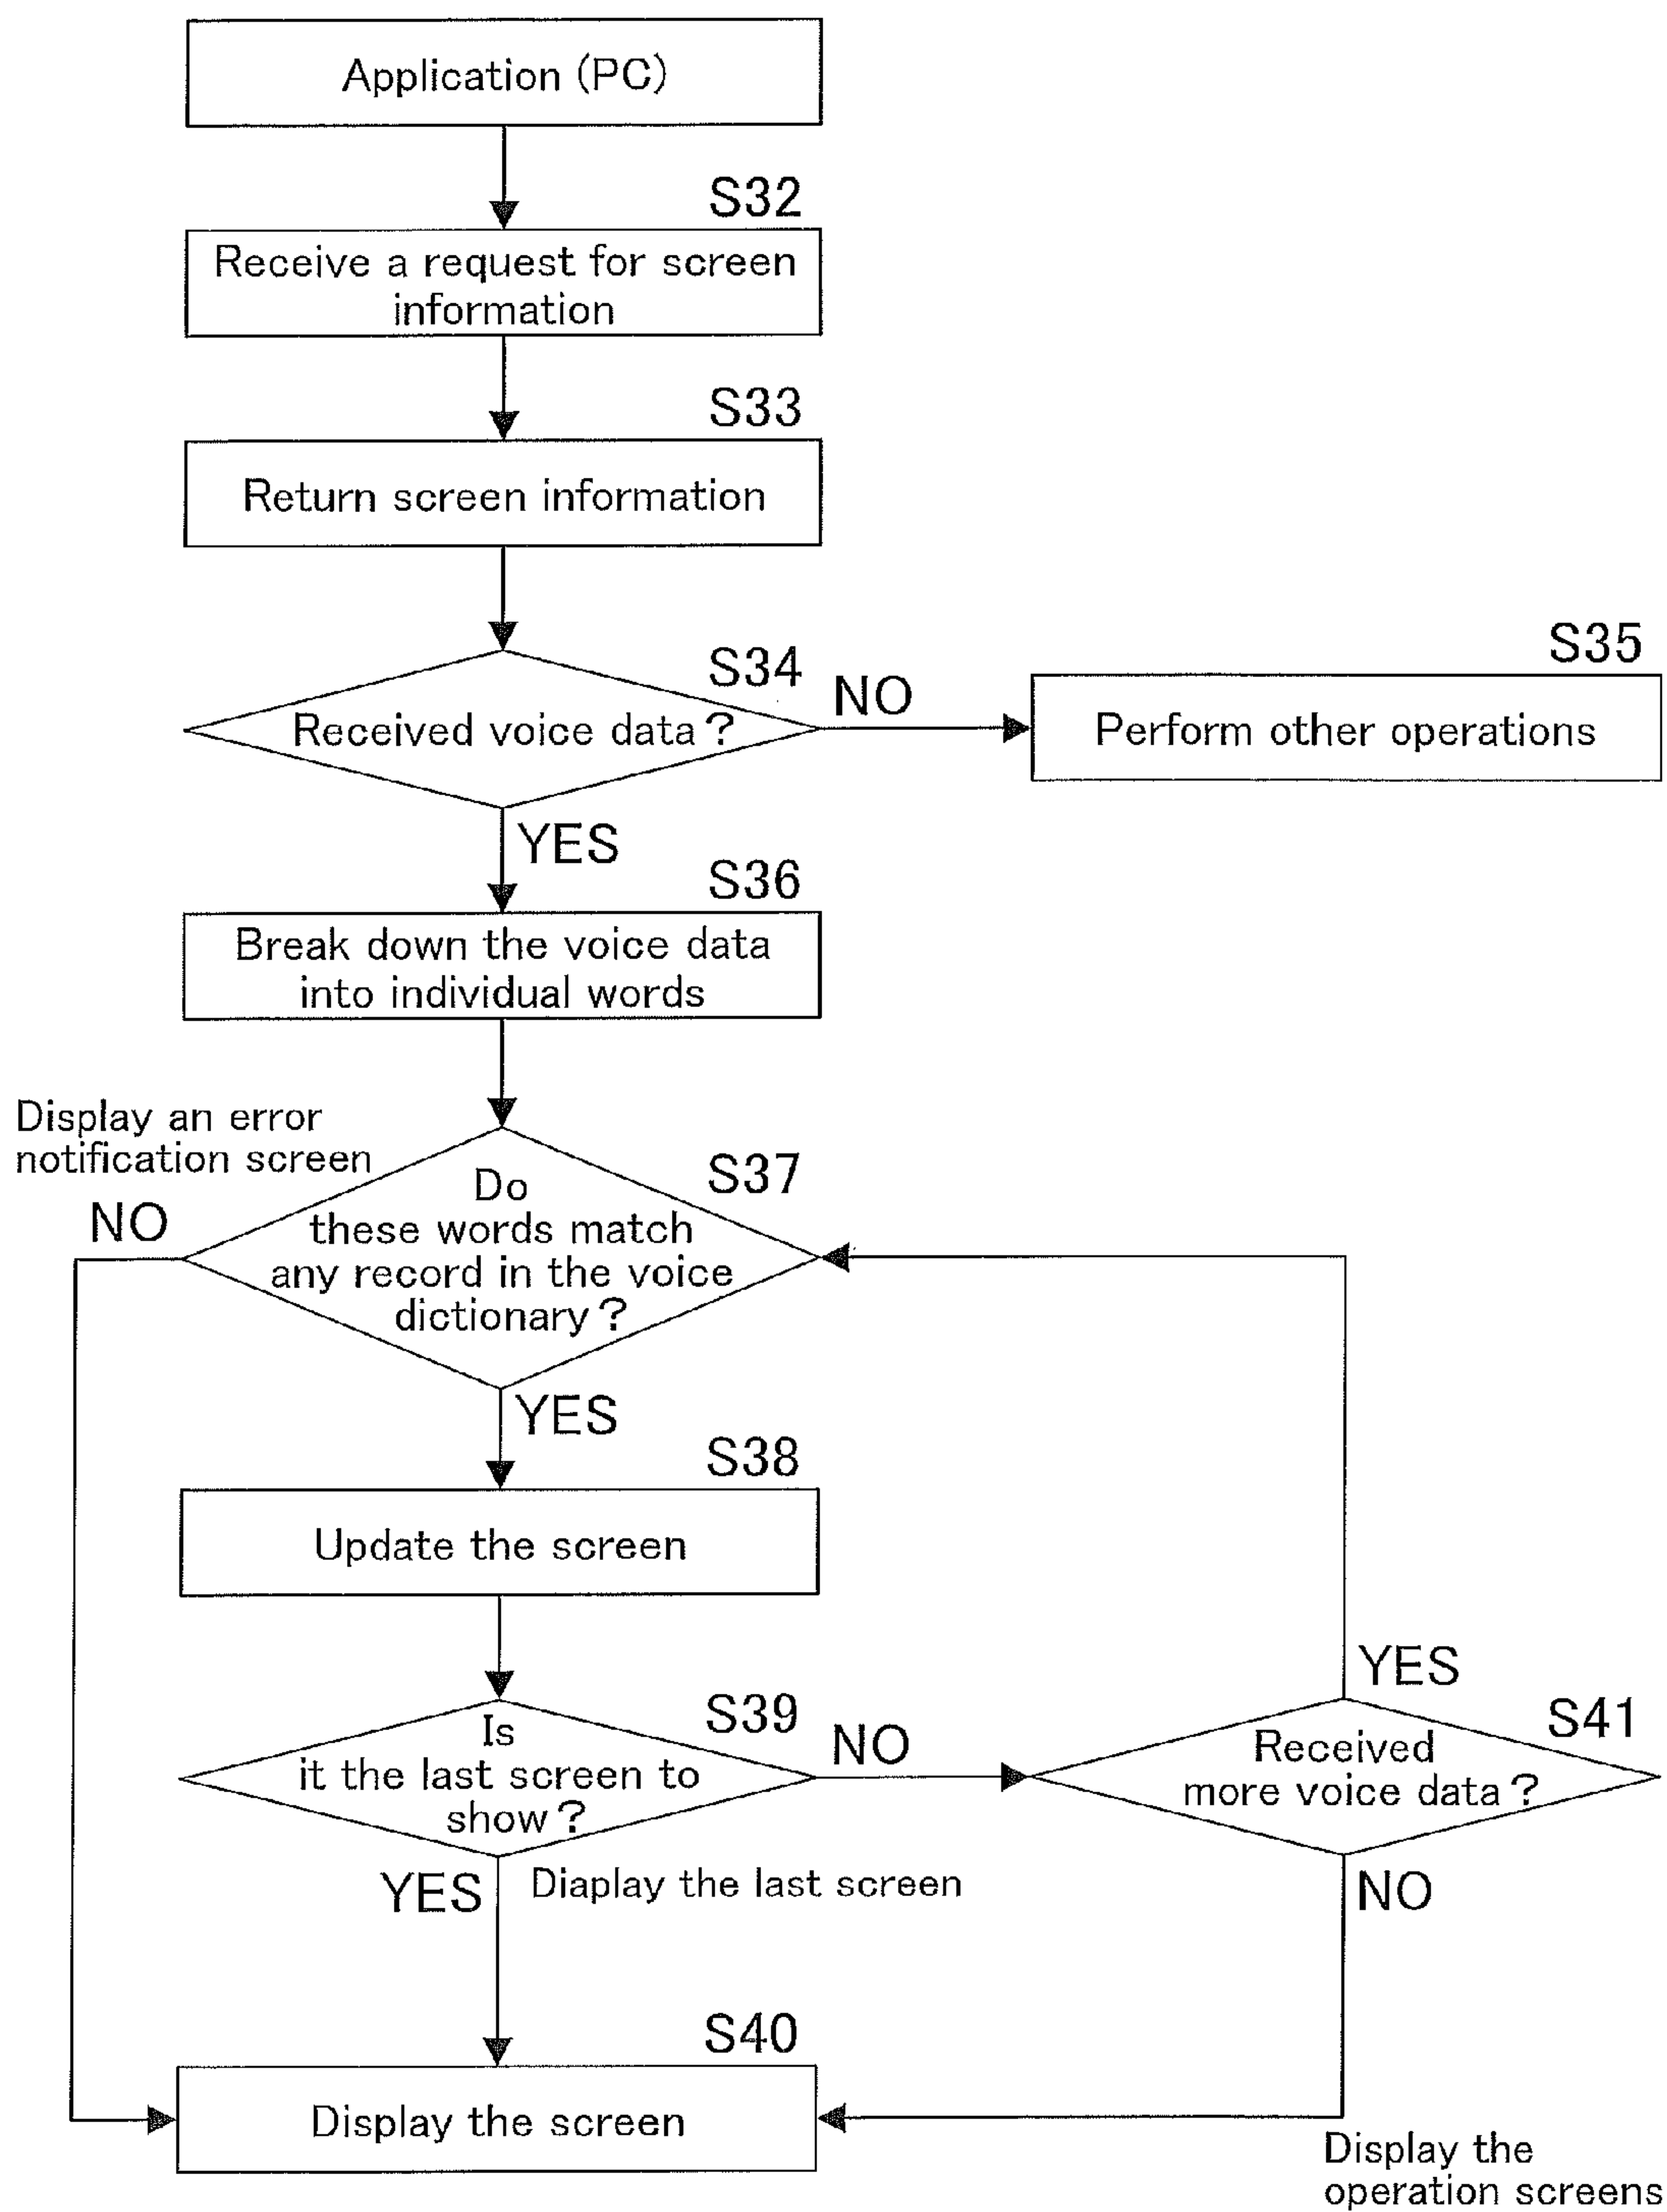 Application (PC)
S32
Receive a request for screen
information
S33
Return screen information
S34
Received voice data?
NO
S35
Perform other operations
YES
S36
Break down the voice data
into individual words
Display an error
notification screen
NO
S37
Do
these words match
any record in the voice
dictionary?
YES
S38
Update the screen
S39
Is
it the last screen to
show?
NO
YES
S41
Received
more voice data?
YES
Diaplay the last screen
NO
S40
Display the screen
Display the
operation screens